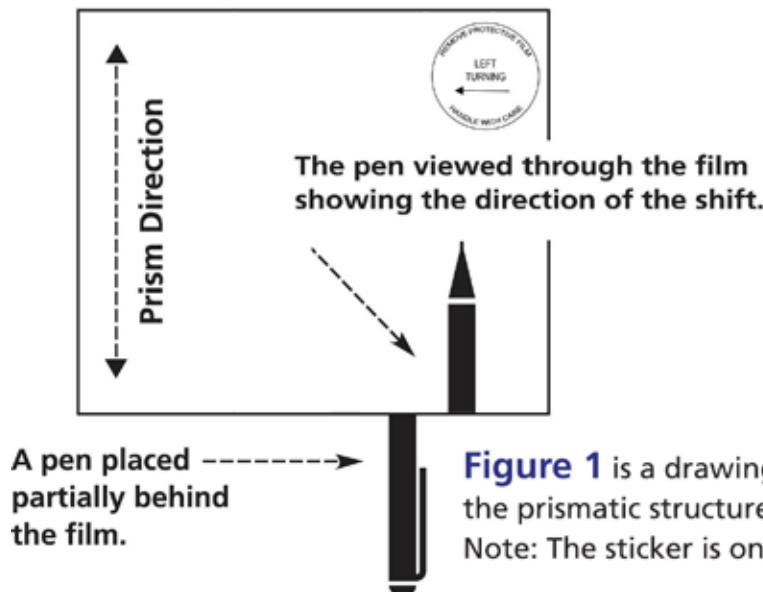 REMOVE PROTECTIVE FILM
LEFT
TURNING
HANDLE WITH CARE
Prism Direction
The pen viewed through the film
showing the direction of the shift.
A pen placed
partially behind
the film.
Figure 1 is a drawing
the prismatic structure
Note: The sticker is on